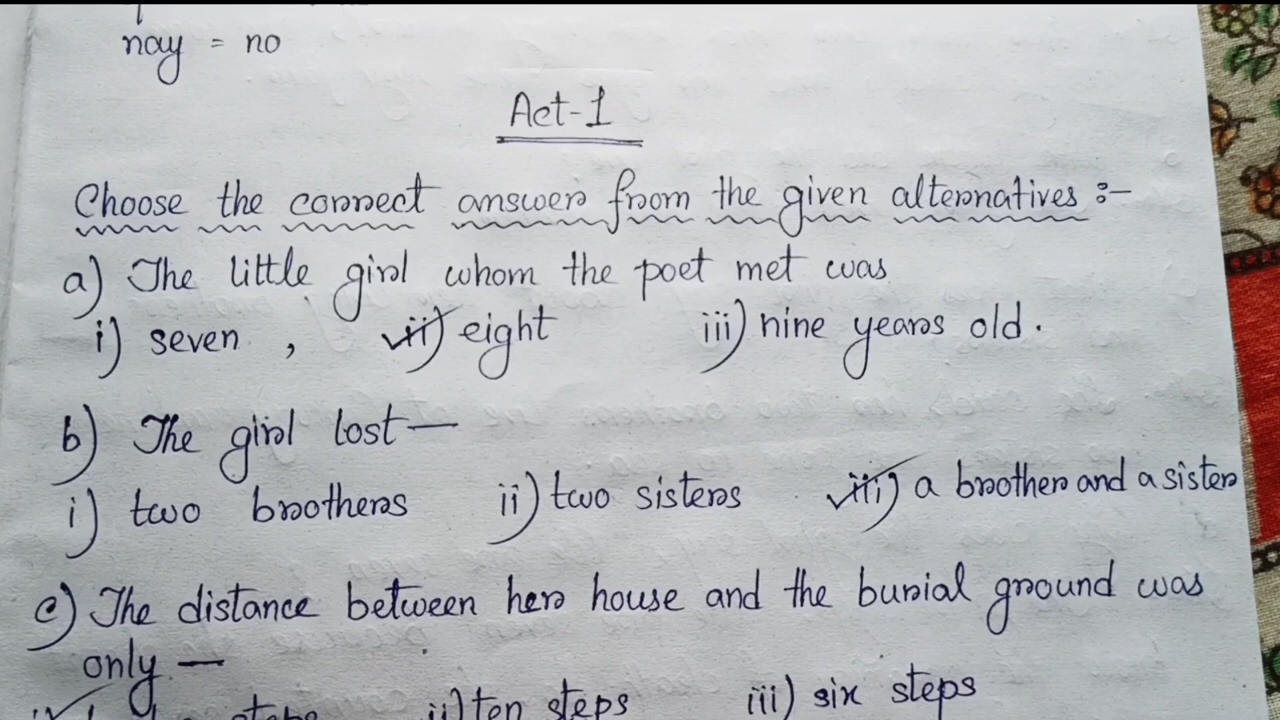 nay = no
Act-1
Choose the correct answer from the given alternatives :-
a) The little girl whom the poet met was
i) seven , ii) eight iii) nine years old.
b) The girl lost—
i) two brothers ii) two sisters iii) a brother and a sister
c) The distance between her house and the burial ground was
only —
steps ii) ten steps iii) six steps